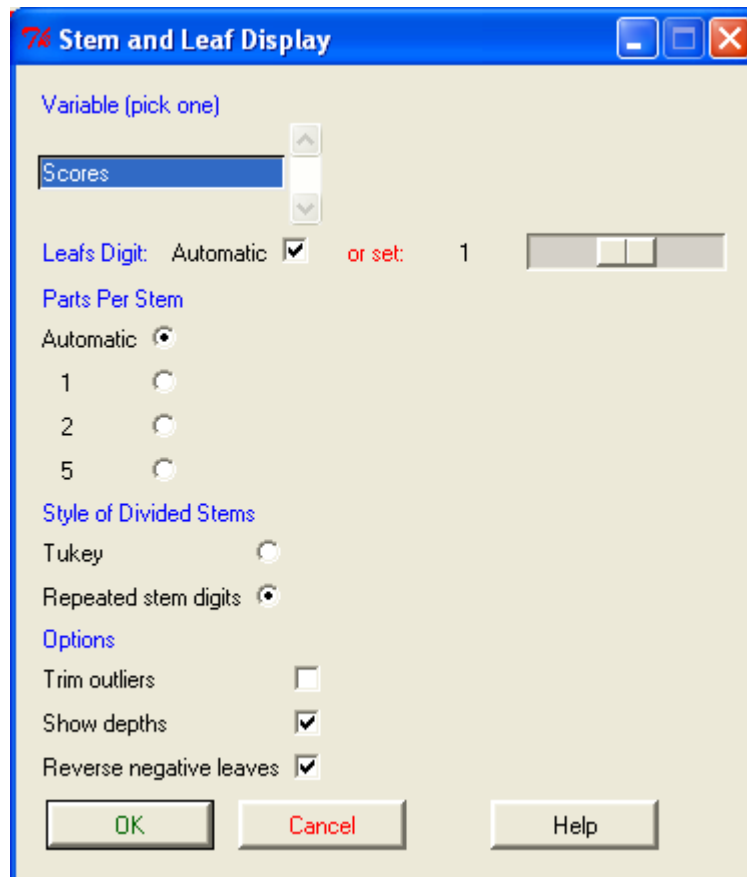 Stem and Leaf Display
Variable (pick one)
Scores
Leafs Digit: Automatic or set: 1
Parts Per Stem
Automatic
1
2
5
Style of Divided Stems
Tukey
Repeated stem digits
Options
Trim outliers
Show depths
Reverse negative leaves
OK Cancel Help